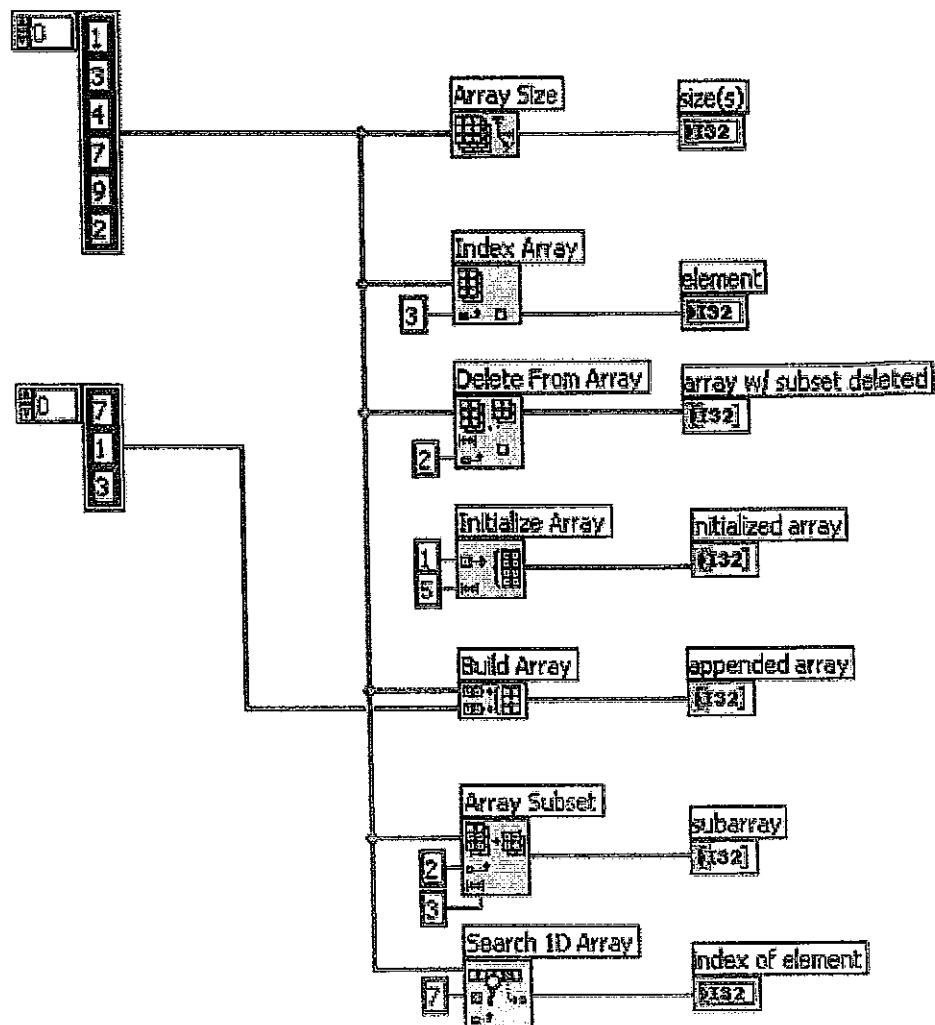 0
1
3
4
7
9
2
Array Size
size(s)
I32
Index Array
element
3
I32
Delete From Array
array w/ subset deleted
2
[I32]
0
7
1
3
Initialize Array
initialized array
1
5
[I32]
Build Array
appended array
[I32]
Array Subset
subarray
2
3
[I32]
Search 1D Array
index of element
7
I32